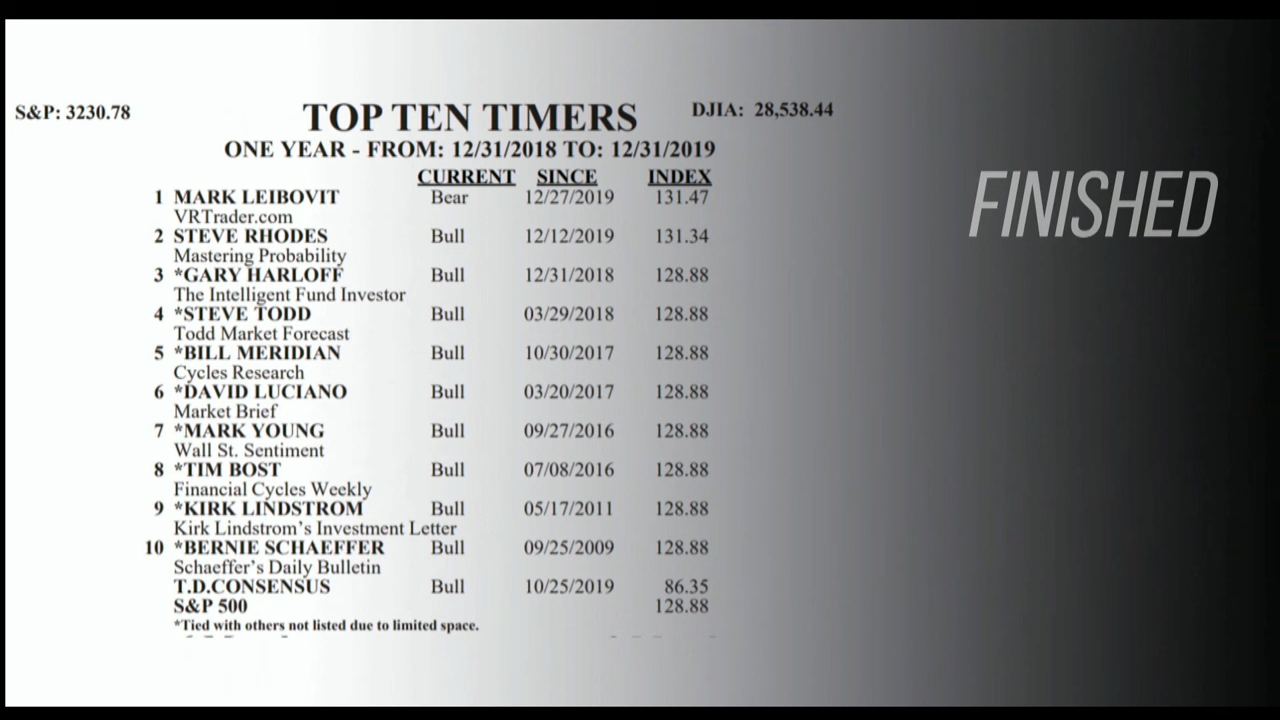 S&P: 3230.78
TOP TEN TIMERS
DJIA: 28,538.44
ONE YEAR - FROM: 12/31/2018 TO: 12/31/2019
CURRENT SINCE INDEX
FINISHED
1 MARK LEIBOVIT Bear 12/27/2019 131.47
VRTrader.com
2 STEVE RHODES Bull 12/12/2019 131.34
Mastering Probability
3 *GARY HARLOFF Bull 12/31/2018 128.88
The Intelligent Fund Investor
4 *STEVE TODD Bull 03/29/2018 128.88
Todd Market Forecast
5 *BILL MERIDIAN Bull 10/30/2017 128.88
Cycles Research
6 *DAVID LUCIANO Bull 03/20/2017 128.88
Market Brief
7 *MARK YOUNG Bull 09/27/2016 128.88
Wall St. Sentiment
8 *TIM BOST Bull 07/08/2016 128.88
Financial Cycles Weekly
9 *KIRK LINDSTROM Bull 05/17/2011 128.88
Kirk Lindstrom's Investment Letter
10 *BERNIE SCHAEFFER Bull 09/25/2009 128.88
Schaeffer's Daily Bulletin
T.D.CONSENSUS Bull 10/25/2019 86.35
S&P 500 128.88
*Tied with others not listed due to limited space.